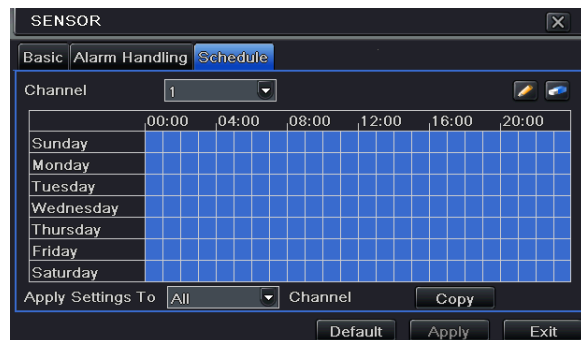 SENSOR
Basic Alarm Handling Schedule
Channel 1
00:00 04:00 08:00 12:00 16:00 20:00
Sunday
Monday
Tuesday
Wednesday
Thursday
Friday
Saturday
Apply Settings To All Channel Copy
Default Apply Exit